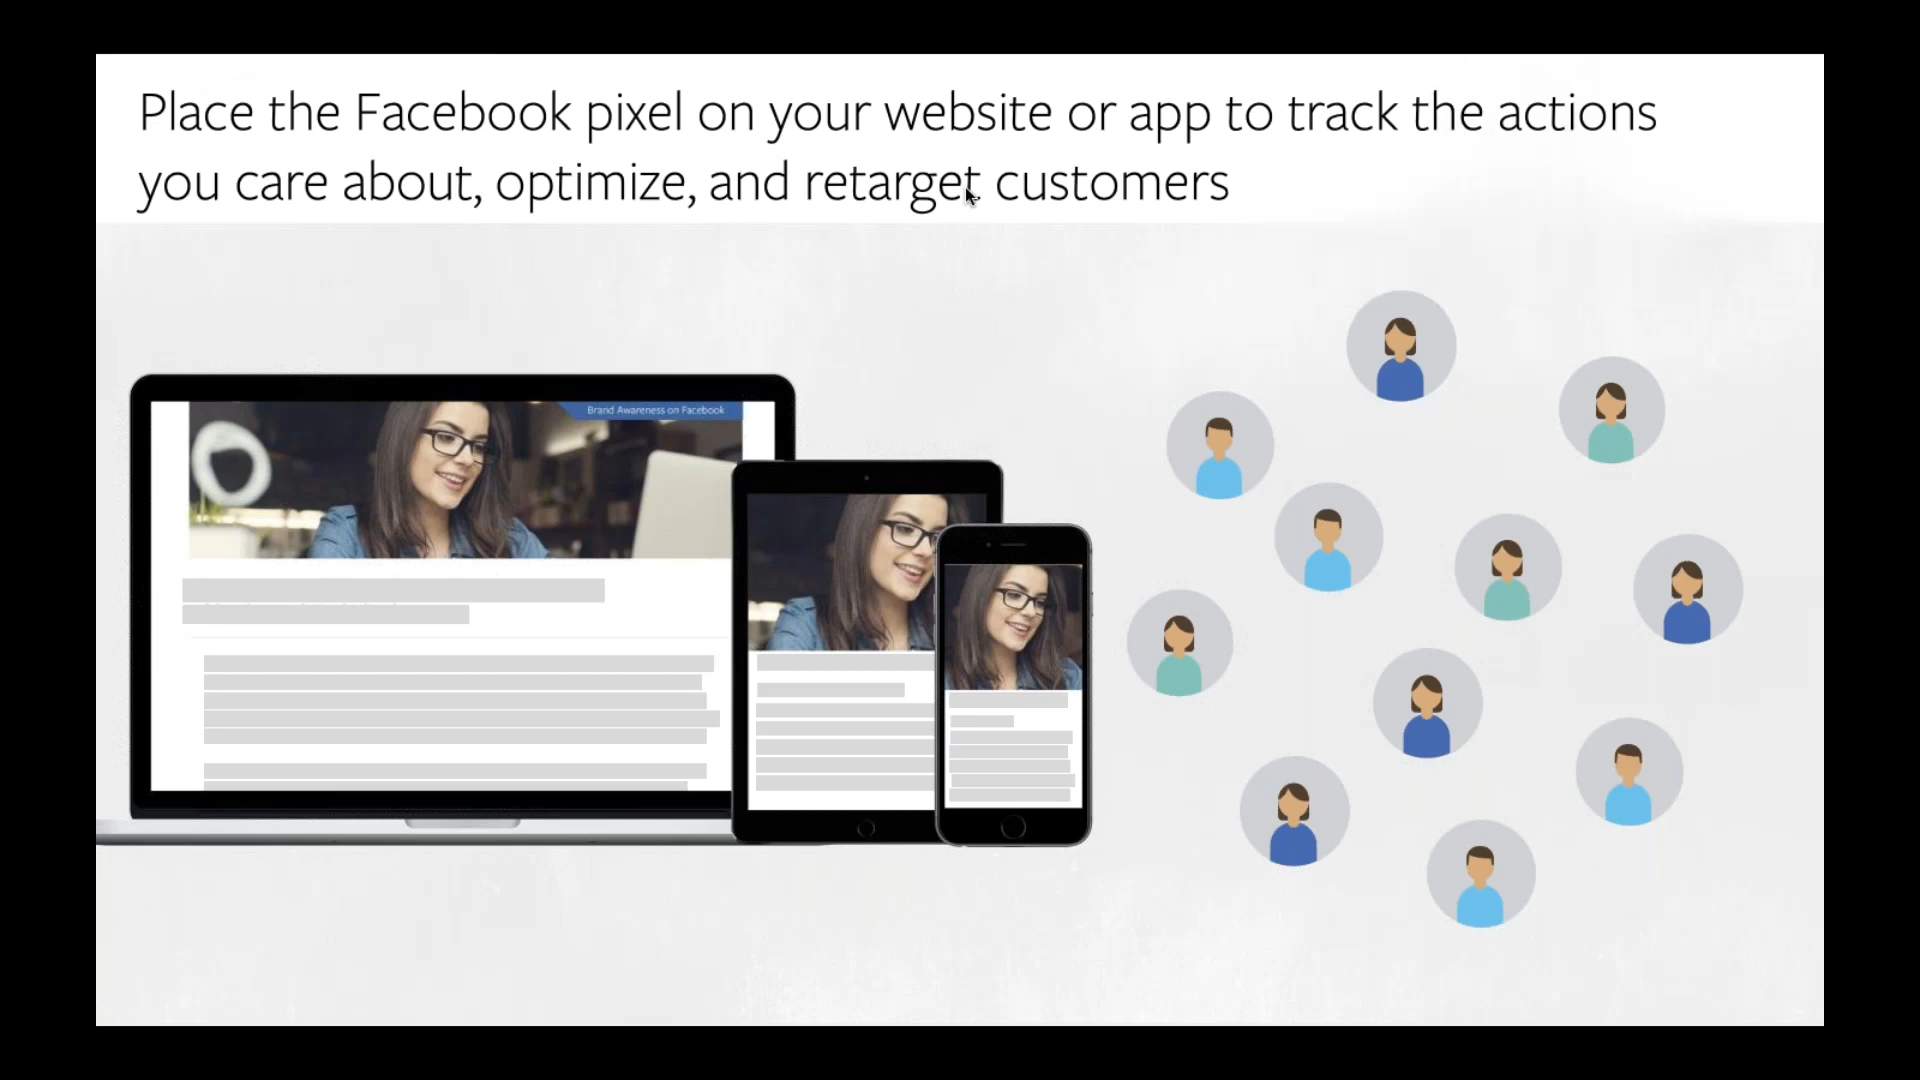 Place the Facebook pixel on your website or app to track the actions
you care about, optimize, and retarget customers
Brand Awareness on Facebook